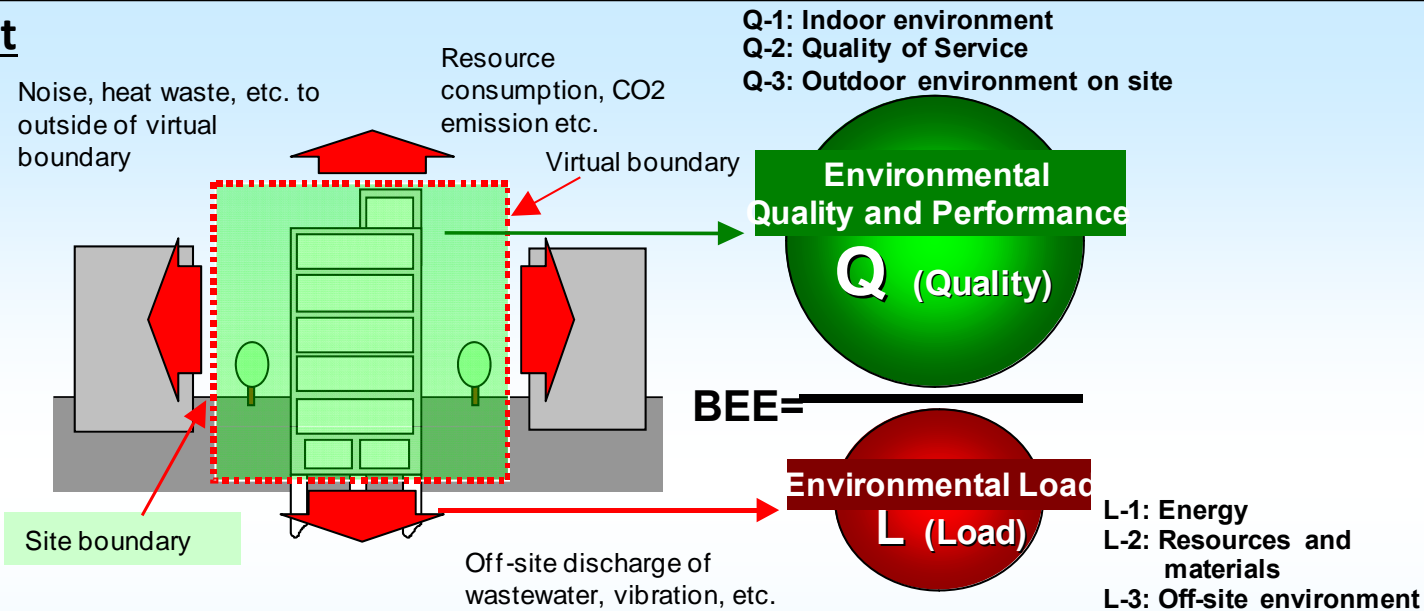 t
Noise, heat waste, etc. to
outside of virtual
boundary
Resource
consumption, CO2
emission etc.
Virtual boundary
Q-1: Indoor environment
Q-2: Quality of Service
Q-3: Outdoor environment on site
Environmental
Quality and Performance
Q (Quality)
BEE=
Environmental Load
L (Load)
L-1: Energy
L-2: Resources and
materials
L-3: Off-site environment
Site boundary
Off-site discharge of
wastewater, vibration, etc.